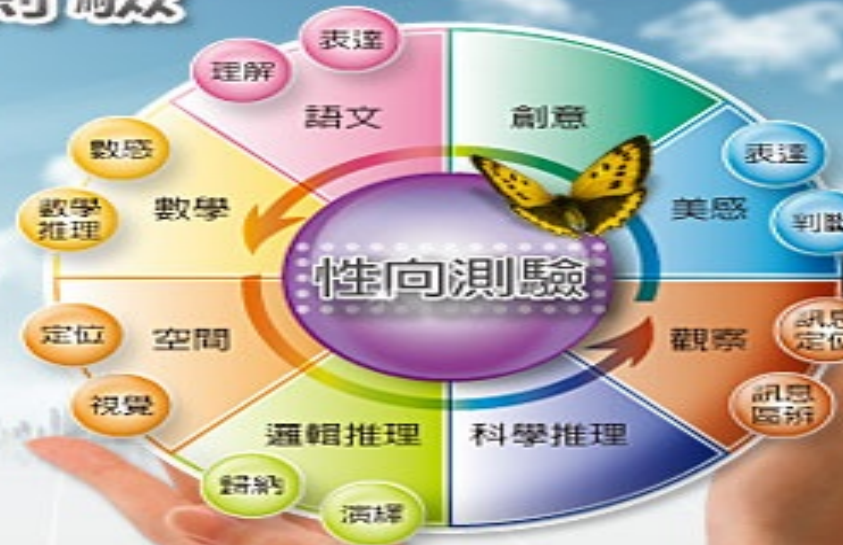 表達
理解
語文
創意
數感
表達
數學
推理
數學
美感
判斷
性向測驗
定位
空間
觀察
訊息
定位
視覺
訊息
區辨
邏輯推理
科學推理
歸納
演繹